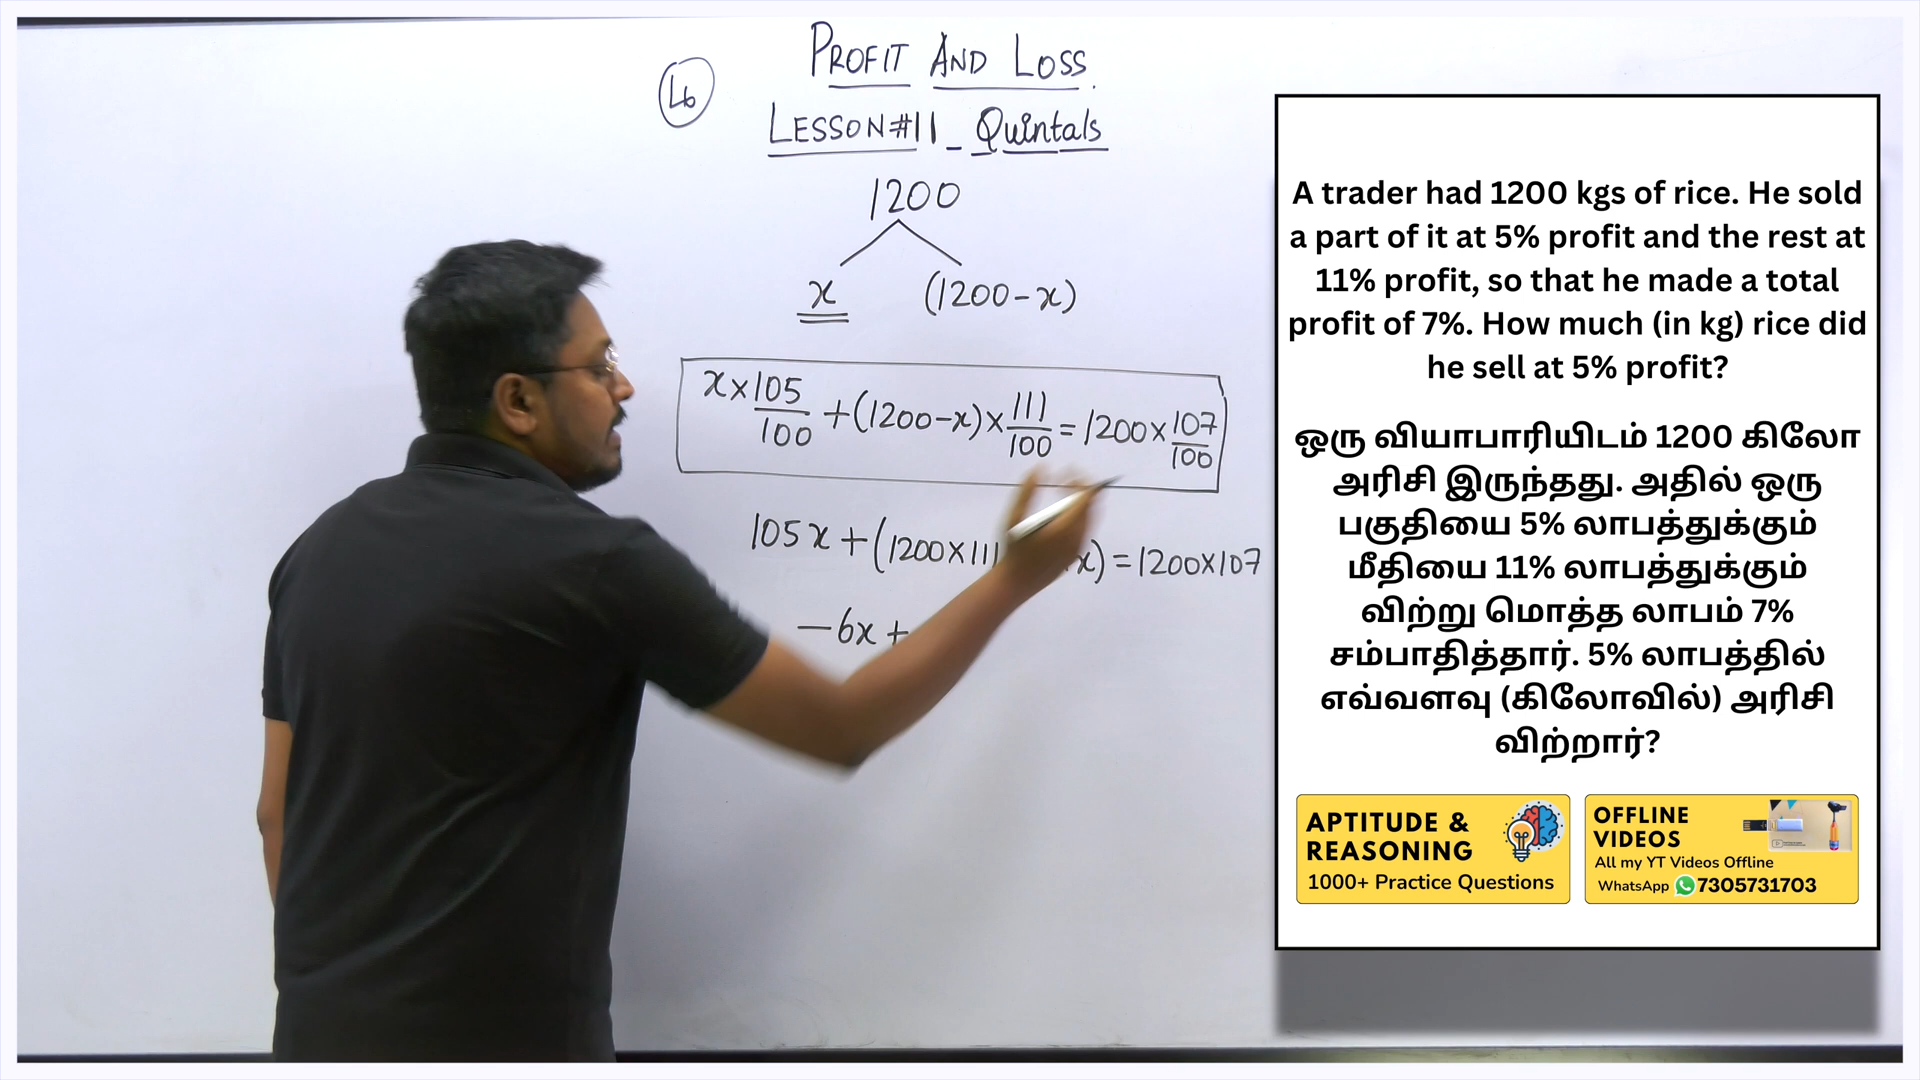 L6
PROFIT AND LOSS
LESSON#11_Quintals
1200
x (1200-x)
x×105/100 + (1200-x)×111/100 = 1200×107/100
105x + (1200×111 x) = 1200×107
-6x +
A trader had 1200 kgs of rice. He sold
a part of it at 5% profit and the rest at
11% profit, so that he made a total
profit of 7%. How much (in kg) rice did
he sell at 5% profit?
ஒரு வியாபாரியிடம் 1200 கிலோ
அரிசி இருந்தது. அதில் ஒரு
பகுதியை 5% லாபத்துக்கும்
மீதியை 11% லாபத்துக்கும்
விற்று மொத்த லாபம் 7%
சம்பாதித்தார். 5% லாபத்தில்
எவ்வளவு (கிலோவில்) அரிசி
விற்றார்?
APTITUDE &
REASONING
1000+ Practice Questions
OFFLINE
VIDEOS
All my YT Videos Offline
WhatsApp 7305731703